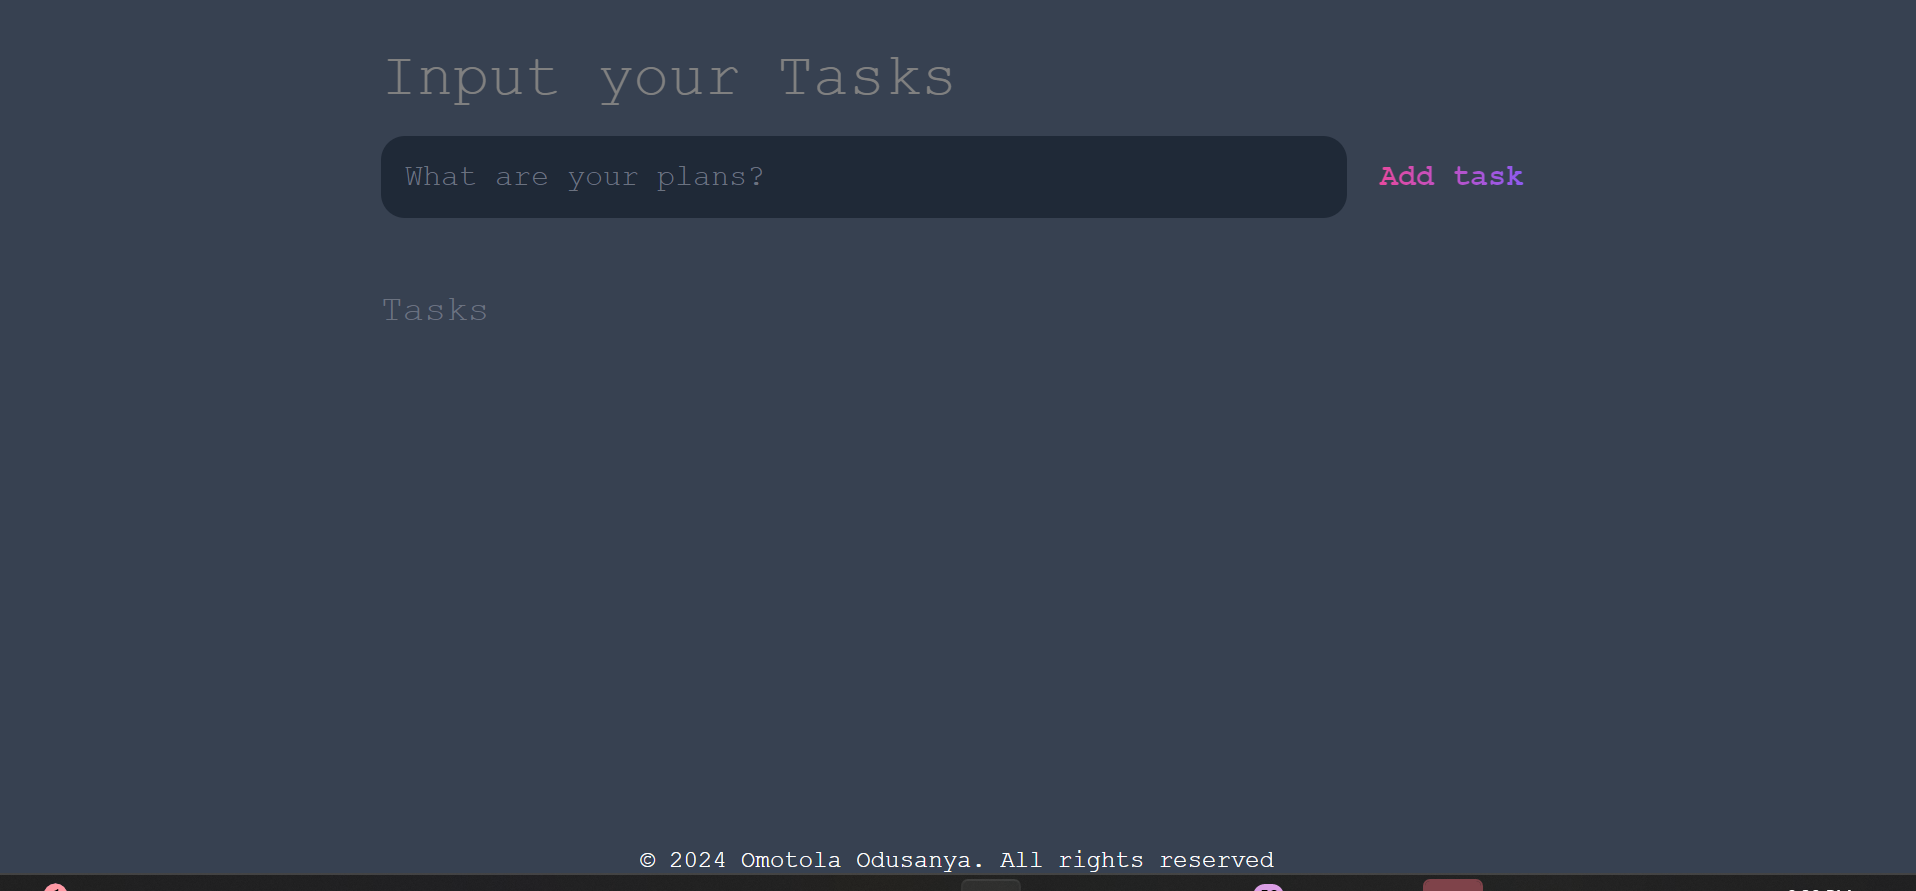 Input your Tasks
What are your plans?
Add task
Tasks
© 2024 Omotola Odusanya. All rights reserved